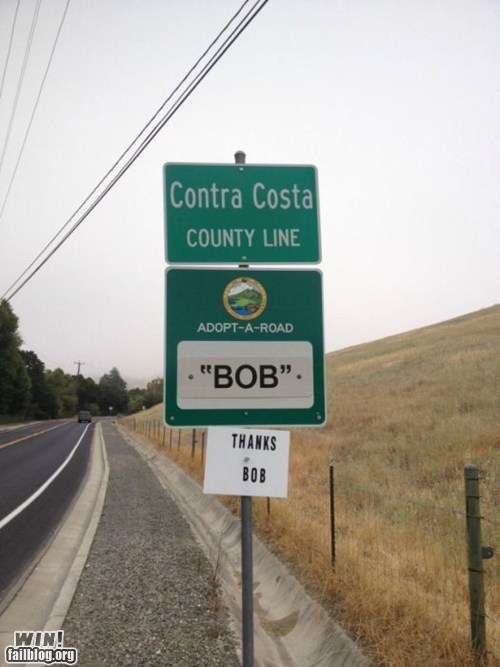 Contra Costa
COUNTY LINE
ADOPT-A-ROAD
"BOB"
THANKS
BOB
WIN!
failblog.org